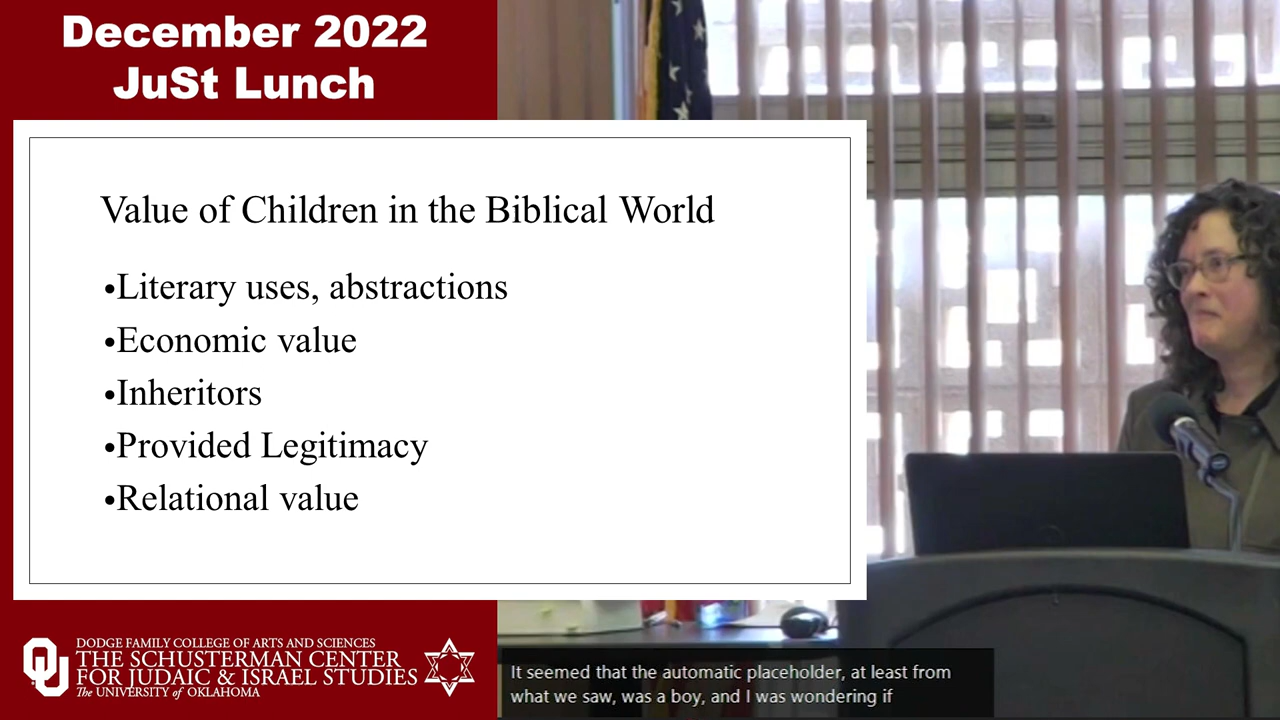 December 2022
JuSt Lunch
Value of Children in the Biblical World
•Literary uses, abstractions
•Economic value
•Inheritors
•Provided Legitimacy
•Relational value
OU
DODGE FAMILY COLLEGE OF ARTS AND SCIENCES
THE SCHUSTERMAN CENTER
FOR JUDAIC & ISRAEL STUDIES
The UNIVERSITY of OKLAHOMA
It seemed that the automatic placeholder, at least from
what we saw, was a boy, and I was wondering if